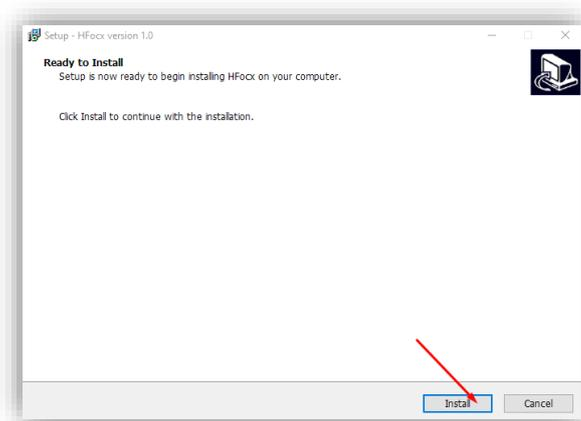 Setup - HFocx version 1.0
Ready to Install
Setup is now ready to begin installing HFocx on your computer.
Click Install to continue with the installation.
Install
Cancel